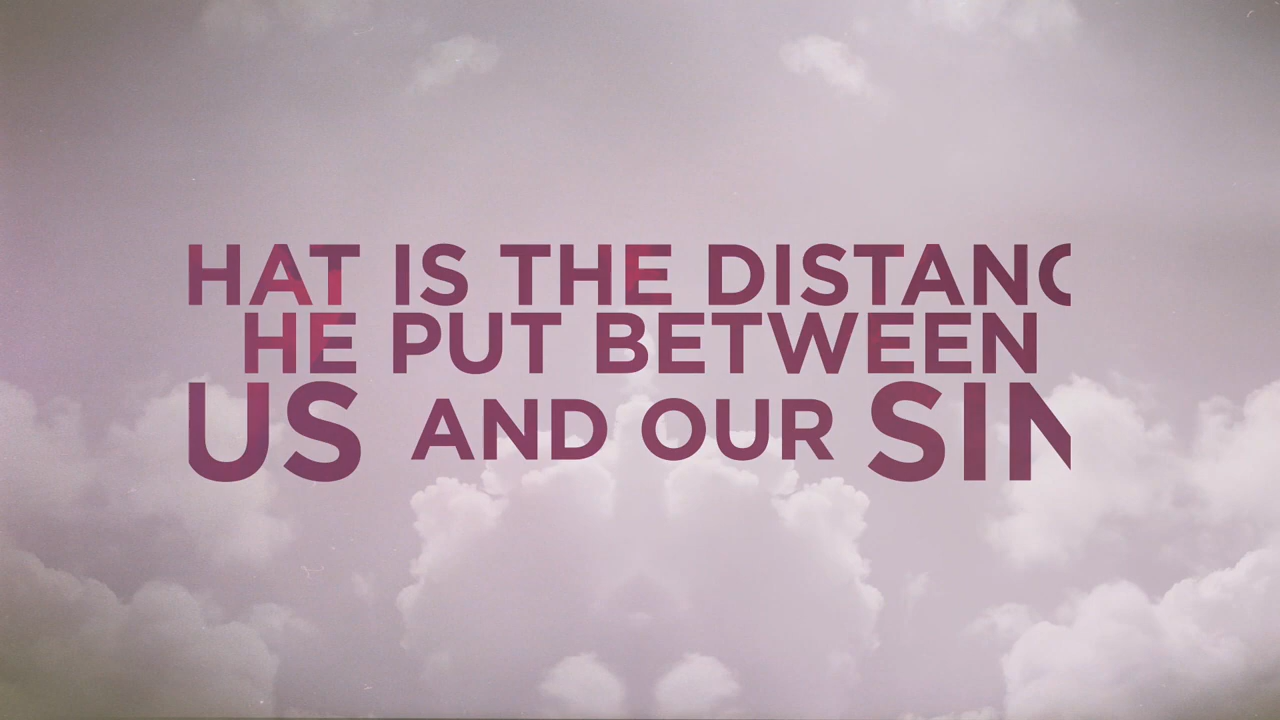 HAT IS THE DISTANC
HE PUT BETWEEN
US AND OUR SIN